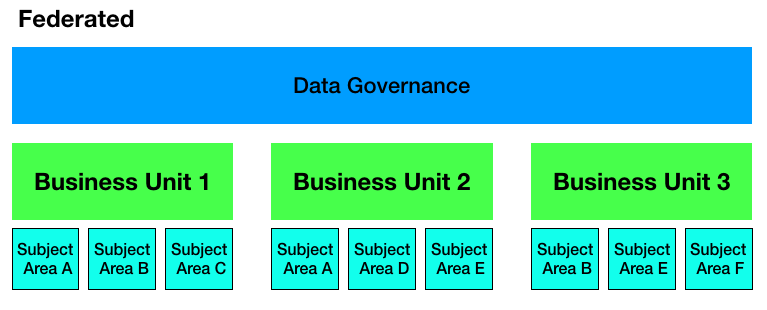 Federated
Data Governance
Business Unit 1
Business Unit 2
Business Unit 3
Subject
Area A
Subject
Area B
Subject
Area C
Subject
Area A
Subject
Area D
Subject
Area E
Subject
Area B
Subject
Area E
Subject
Area F